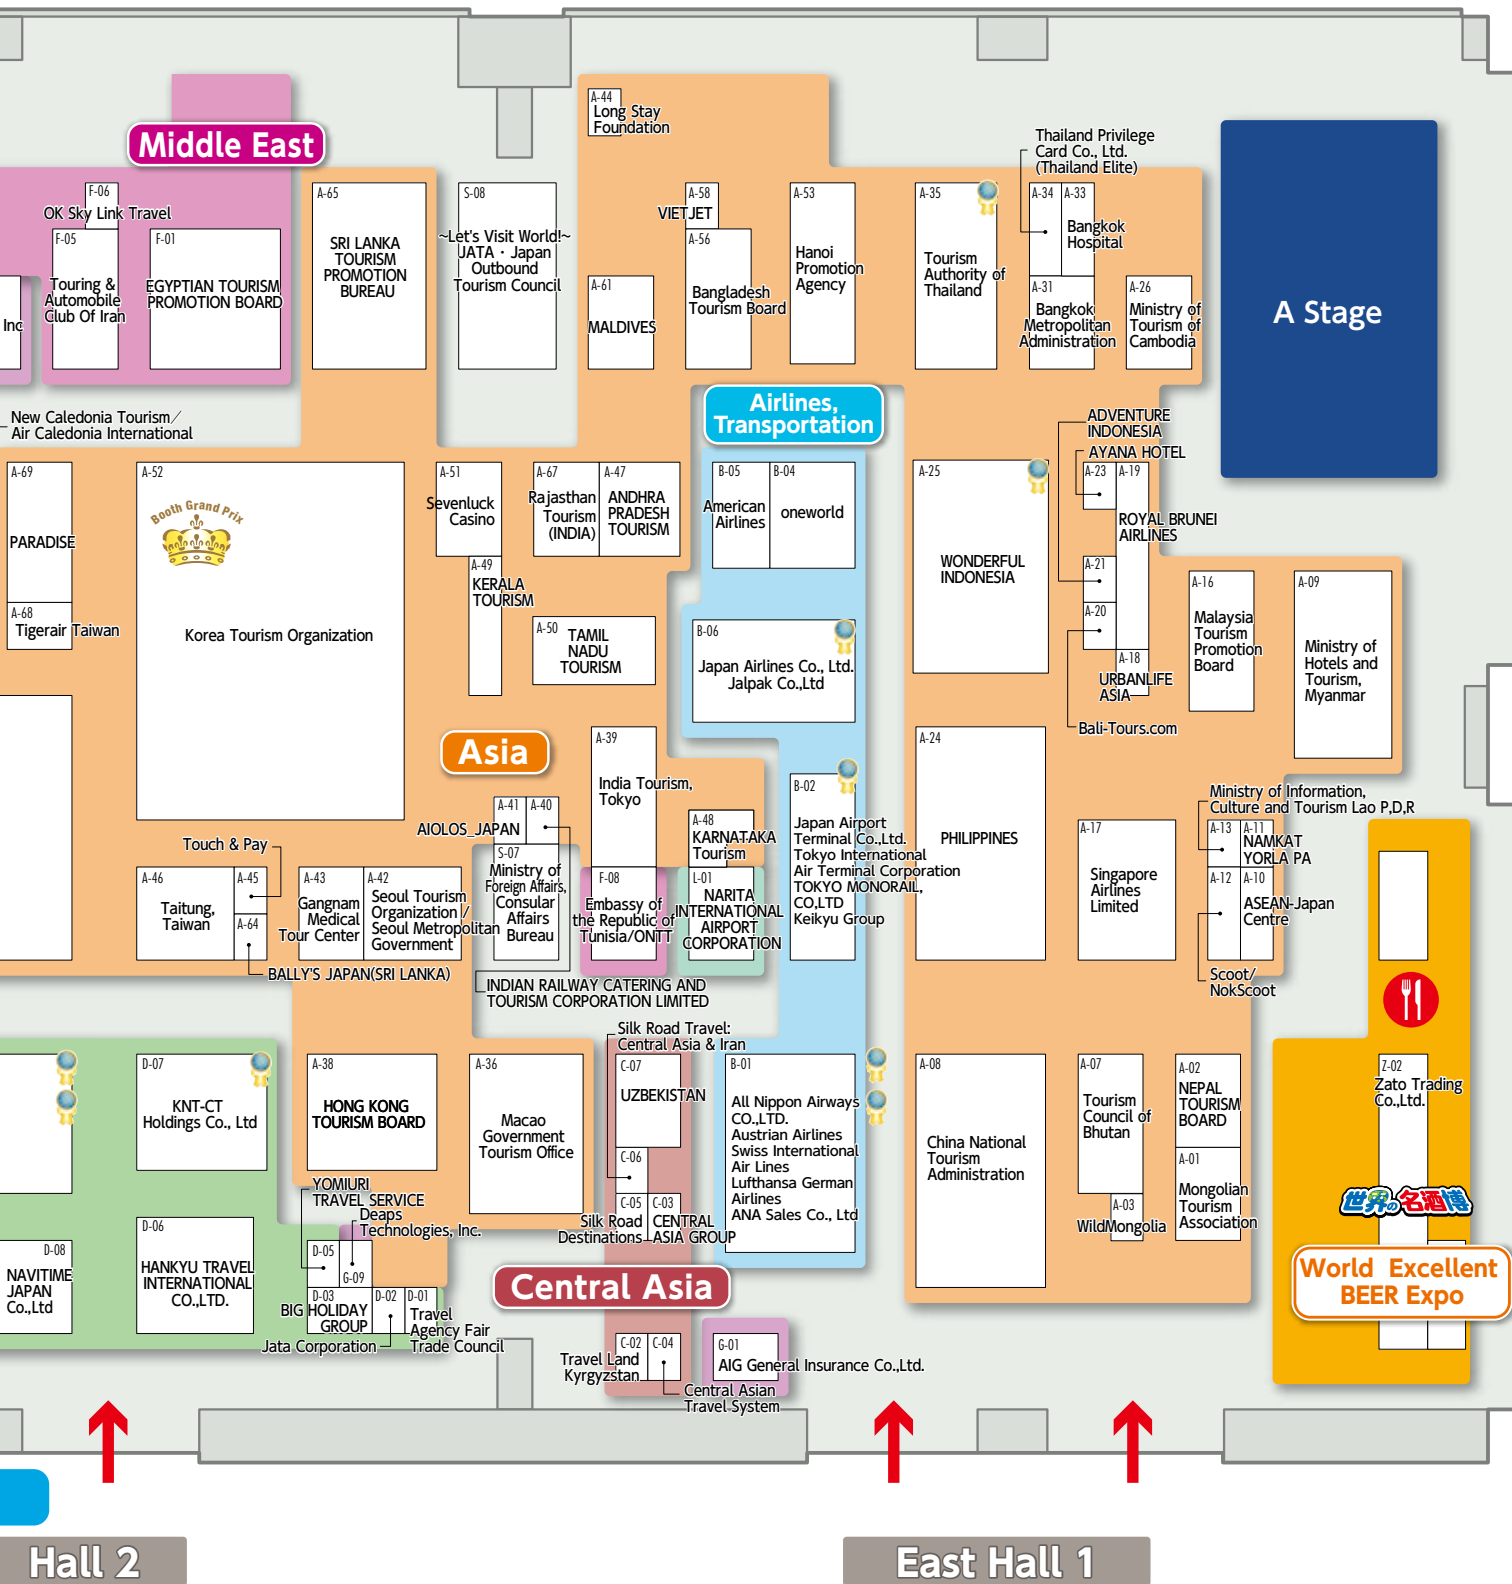 A-44
Long Stay
Foundation
Middle East
Thailand Privilege
Card Co., Ltd.
(Thailand Elite)
F-06
OK Sky Link Travel
F-05
Touring &
Automobile
Club Of Iran
F-01
EGYPTIAN TOURISM
PROMOTION BOARD
Inc
A-65
SRI LANKA
TOURISM
PROMOTION
BUREAU
S-08
~Let's Visit World!~
JATA・Japan
Outbound
Tourism Council
A-61
MALDIVES
A-58
VIETJET
A-56
Bangladesh
Tourism Board
A-53
Hanoi
Promotion
Agency
A-35
Tourism
Authority of
Thailand
A-34
A-33
Bangkok
Hospital
A-31
Bangkok
Metropolitan
Administration
A-26
Ministry of
Tourism of
Cambodia
A Stage
New Caledonia Tourism／
Air Caledonia International
Airlines,
Transportation
ADVENTURE
INDONESIA
AYANA HOTEL
A-69
PARADISE
A-68
Tigerair Taiwan
A-52
Booth Grand Prix
Korea Tourism Organization
A-51
Sevenluck
Casino
A-49
KERALA
TOURISM
A-67
Rajasthan
Tourism
(INDIA)
A-47
ANDHRA
PRADESH
TOURISM
A-50
TAMIL
NADU
TOURISM
B-05
American
Airlines
B-04
oneworld
B-06
Japan Airlines Co., Ltd.
Jalpak Co.,Ltd
A-25
WONDERFUL
INDONESIA
A-23
A-19
ROYAL BRUNEI
AIRLINES
A-21
A-20
A-18
URBANLIFE
ASIA
Bali-Tours.com
A-16
Malaysia
Tourism
Promotion
Board
A-09
Ministry of
Hotels and
Tourism,
Myanmar
Asia
A-39
India Tourism,
Tokyo
A-41
A-40
AIOLOS_JAPAN
S-07
Ministry of
Foreign Affairs,
Consular
Affairs
Bureau
A-48
KARNATAKA
Tourism
F-08
Embassy of
the Republic of
Tunisia/ONTT
L-01
NARITA
INTERNATIONAL
AIRPORT
CORPORATION
B-02
Japan Airport
Terminal Co.,Ltd.
Tokyo International
Air Terminal Corporation
TOKYO MONORAIL,
CO,LTD
Keikyu Group
A-24
PHILIPPINES
A-17
Singapore
Airlines
Limited
Ministry of Information,
Culture and Tourism Lao P,D,R
A-13
A-11
NAMKAT
YORLA PA
A-12
A-10
ASEAN-Japan
Centre
Scoot/
NokScoot
Touch & Pay
A-46
Taitung,
Taiwan
A-45
A-64
BALLY'S JAPAN(SRI LANKA)
A-43
Gangnam
Medical
Tour Center
A-42
Seoul Tourism
Organization /
Seoul Metropolitan
Government
INDIAN RAILWAY CATERING AND
TOURISM CORPORATION LIMITED
Silk Road Travel:
Central Asia & Iran
D-07
KNT-CT
Holdings Co., Ltd
A-38
HONG KONG
TOURISM BOARD
A-36
Macao
Government
Tourism Office
C-07
UZBEKISTAN
C-06
C-05
Silk Road
Destinations
C-03
CENTRAL
ASIA GROUP
B-01
All Nippon Airways
CO.,LTD.
Austrian Airlines
Swiss International
Air Lines
Lufthansa German
Airlines
ANA Sales Co., Ltd
A-08
China National
Tourism
Administration
A-07
Tourism
Council of
Bhutan
A-03
WildMongolia
A-02
NEPAL
TOURISM
BOARD
A-01
Mongolian
Tourism
Association
Z-02
Zato Trading
Co.,Ltd.
世界の名酒博
World Excellent
BEER Expo
YOMIURI
TRAVEL SERVICE
Deaps
Technologies, Inc.
D-08
NAVITIME
JAPAN
Co.,Ltd
D-06
HANKYU TRAVEL
INTERNATIONAL
CO.,LTD.
D-05
G-09
D-03
BIG HOLIDAY
GROUP
D-02
D-01
Travel
Agency Fair
Trade Council
Jata Corporation
Central Asia
C-02
Travel Land
Kyrgyzstan
C-04
Central Asian
Travel System
G-01
AIG General Insurance Co.,Ltd.
Hall 2
East Hall 1